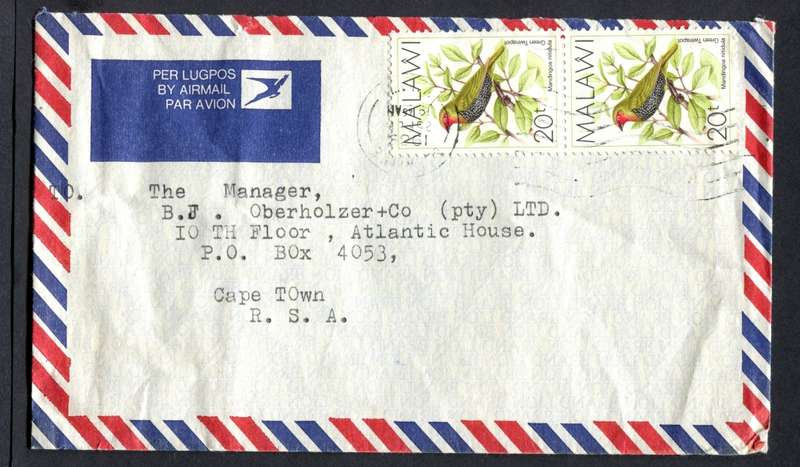 PER LUGPOS
BY AIRMAIL
PAR AVION
MALAWI
20t
Green Twinspot
Mandingoa nitidula
MALAWI
20t
Green Twinspot
Mandingoa nitidula
TO. The Manager,
B.J. Oberholzer+Co (pty) LTD.
IO TH Floor , Atlantic House.
P.O. BOx 4053,
Cape TOwn
R. S. A.